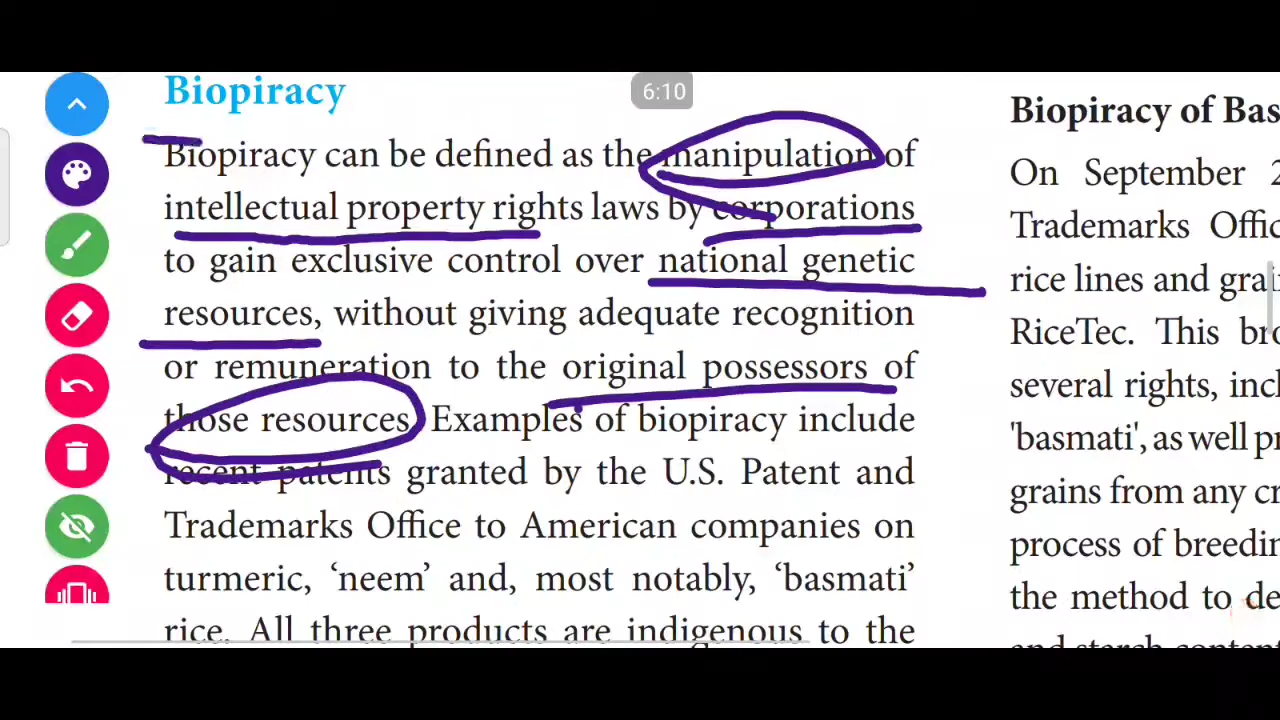 6:10
Biopiracy
Biopiracy can be defined as the manipulation of
intellectual property rights laws by corporations
to gain exclusive control over national genetic
resources, without giving adequate recognition
or remuneration to the original possessors of
those resources. Examples of biopiracy include
recent patents granted by the U.S. Patent and
Trademarks Office to American companies on
turmeric, ‘neem’ and, most notably, ‘basmati’
rice. All three products are indigenous to the
Biopiracy of Bas
On September 2
Trademarks Offic
rice lines and grai
RiceTec. This bro
several rights, incl
'basmati', as well pr
grains from any cr
process of breedin
the method to de
and starch content